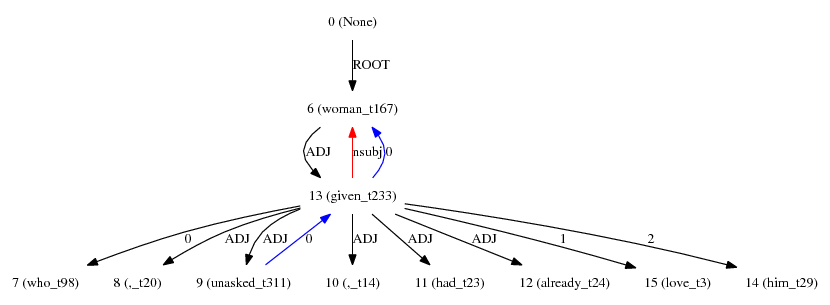 0 (None)
ROOT
6 (woman_t167)
ADJ nsubj 0
13 (given_t233)
0 ADJ ADJ 0 ADJ ADJ ADJ 1 2
7 (who_t98) 8 (,_t20) 9 (unasked_t311) 10 (,_t14) 11 (had_t23) 12 (already_t24) 15 (love_t3) 14 (him_t29)